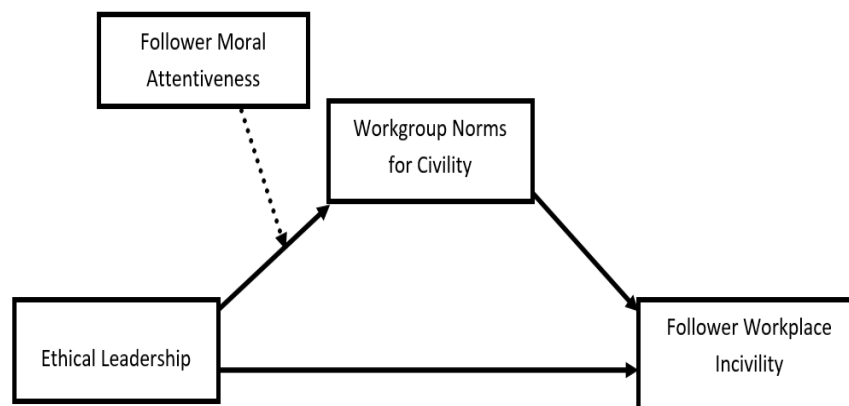 Follower Moral
Attentiveness
Workgroup Norms
for Civility
Ethical Leadership
Follower Workplace
Incivility